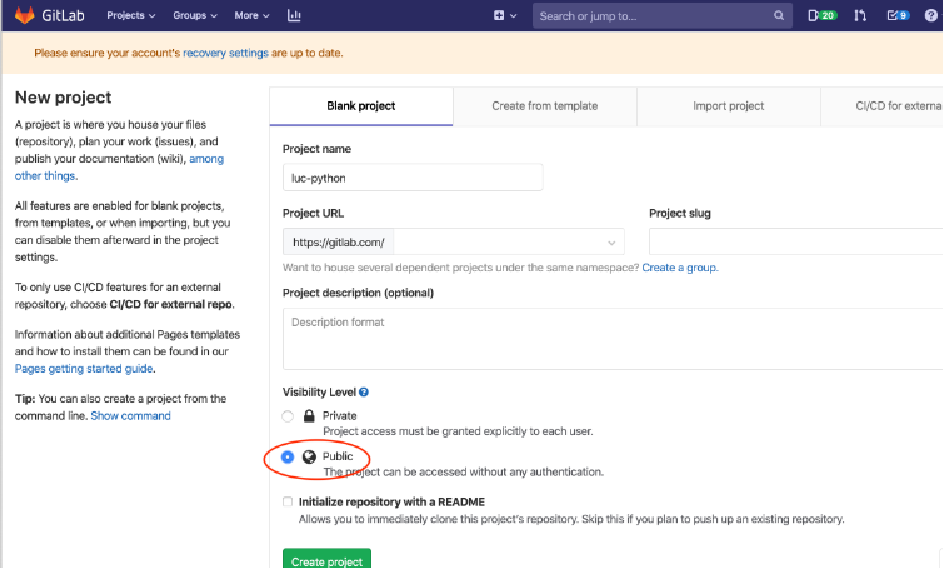 GitLab Projects Groups More Search or jump to... 20 9
Please ensure your account's recovery settings are up to date.
New project
A project is where you house your files
(repository), plan your work (issues), and
publish your documentation (wiki), among
other things.
All features are enabled for blank projects,
from templates, or when importing, but you
can disable them afterward in the project
settings.
To only use CI/CD features for an external
repository, choose CI/CD for external repo.
Information about additional Pages templates
and how to install them can be found in our
Pages getting started guide.
Tip: You can also create a project from the
command line. Show command
Blank project Create from template Import project CI/CD for externa
Project name
luc-python
Project URL Project slug
https://gitlab.com/
Want to house several dependent projects under the same namespace? Create a group.
Project description (optional)
Description format
Visibility Level
Private
Project access must be granted explicitly to each user.
Public
The project can be accessed without any authentication.
Initialize repository with a README
Allows you to immediately clone this project's repository. Skip this if you plan to push up an existing repository.
Create project